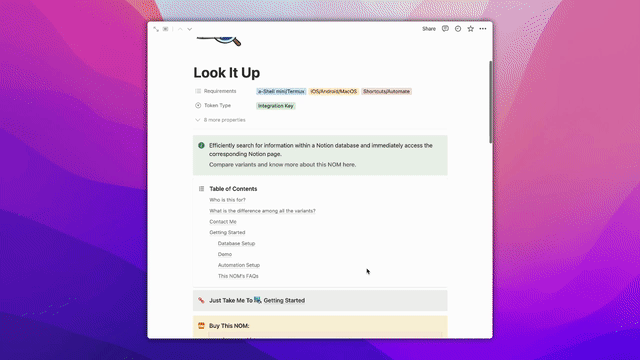 Share
Look It Up
Requirements a-Shell mini/Termux iOS/Android/MacOS Shortcuts/Automate
Token Type Integration Key
8 more properties
Efficiently search for information within a Notion database and immediately access the
corresponding Notion page.
Compare variants and know more about this NOM here.
Table of Contents
Who is this for?
What is the difference among all the variants?
Contact Me
Getting Started
Database Setup
Demo
Automation Setup
This NOM's FAQs
Just Take Me To Getting Started
Buy This NOM: